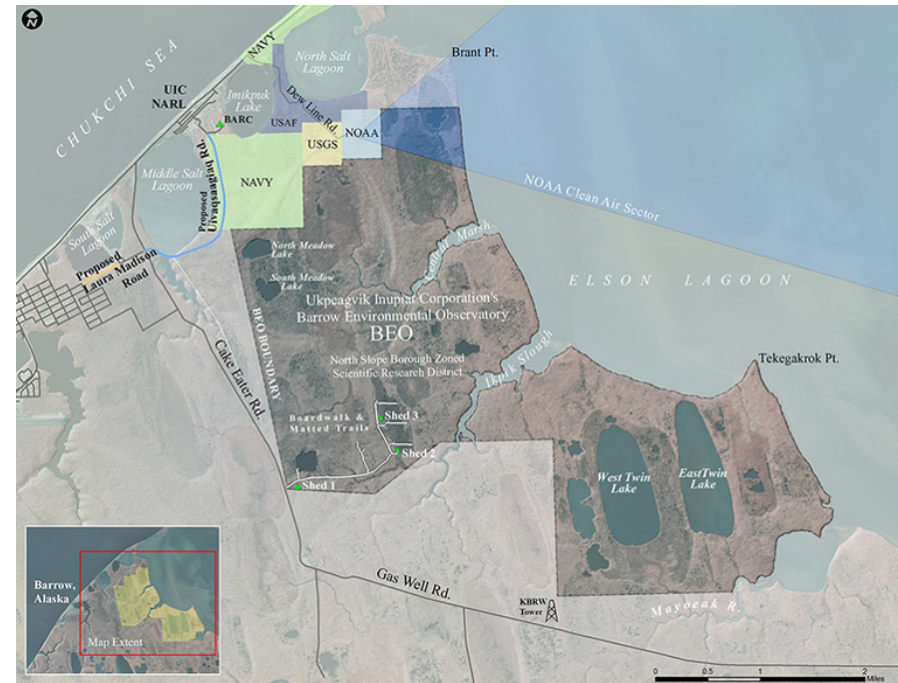 N
NAVY
North Salt
Lagoon
Brant Pt.
CHUKCHI SEA
UIC
NARL
Imikpuk
Lake
BARC
Dew Line Rd.
USAF
NOAA
USGS
Middle Salt
Lagoon
Proposed
Uivaqsaagiaq Rd.
NAVY
NOAA Clean Air Sector
South Salt
Lagoon
Proposed
Laura Madison
Road
North Meadow
Lake
South Meadow
Lake
Central Marsh
ELSON LAGOON
Ukpeagvik Inupiat Corporation's
Barrow Environmental Observatory
BEO
BEO BOUNDARY
North Slope Borough Zoned
Scientific Research District
Ikpik Slough
Tekegakrok Pt.
Cake Eater Rd.
Boardwalk &
Matted Trails
Shed 3
Shed 2
Shed 1
West Twin
Lake
East Twin
Lake
Barrow,
Alaska
Map Extent
Gas Well Rd.
KBRW
Tower
Mayoeak R.
0 0.5 1 2
Miles